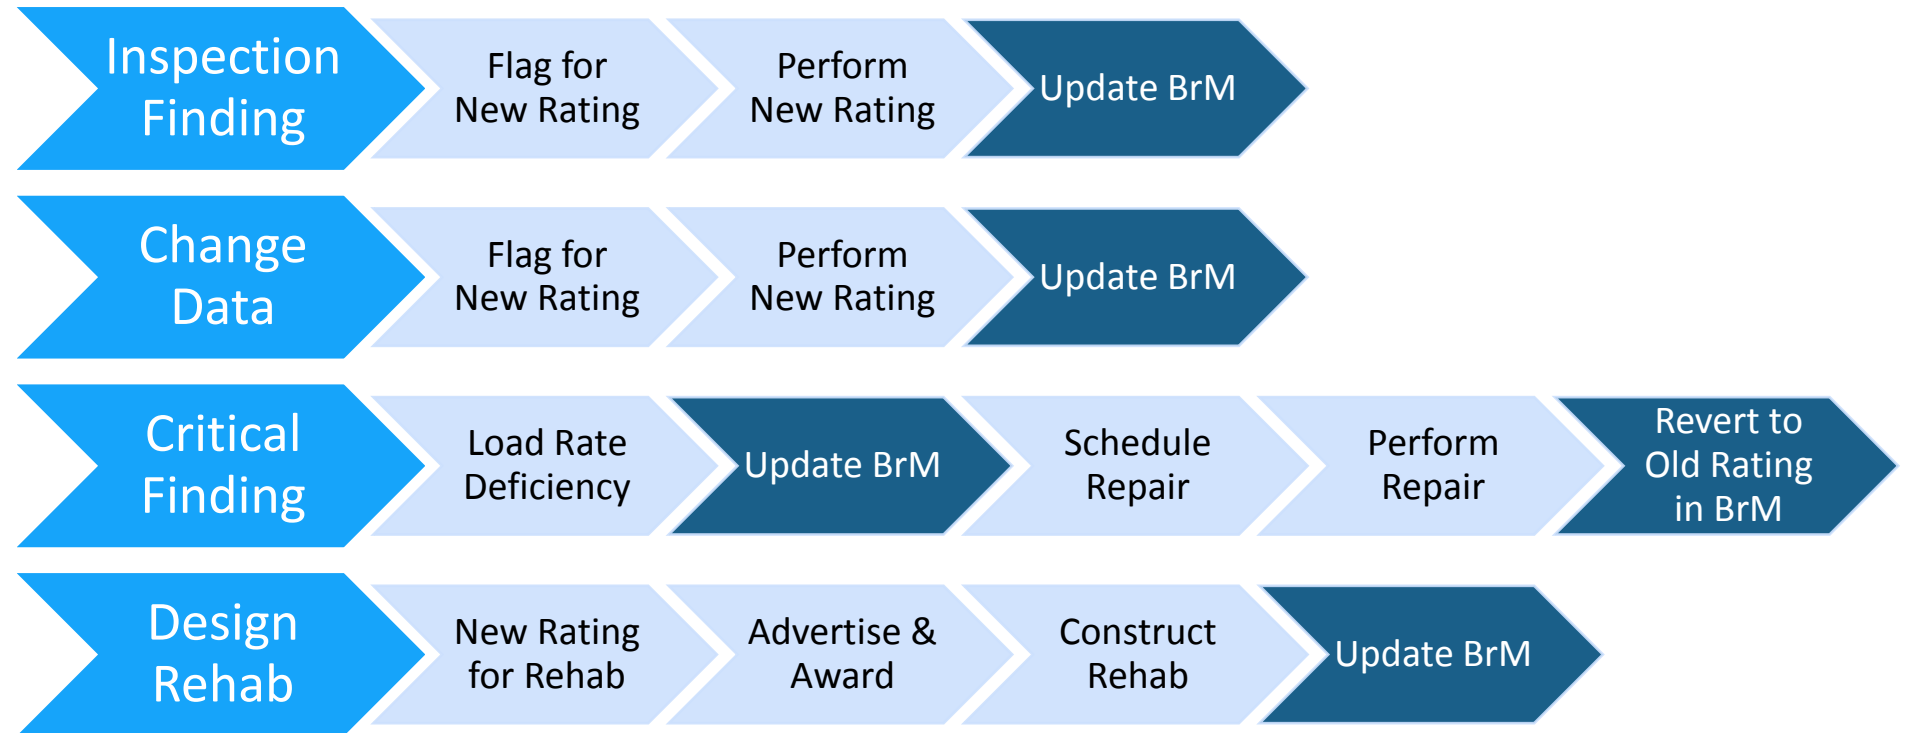 Inspection
Finding
Flag for
New Rating
Perform
New Rating
Update BrM
Change
Data
Flag for
New Rating
Perform
New Rating
Update BrM
Critical
Finding
Load Rate
Deficiency
Update BrM
Schedule
Repair
Perform
Repair
Revert to
Old Rating
in BrM
Design
Rehab
New Rating
for Rehab
Advertise &
Award
Construct
Rehab
Update BrM